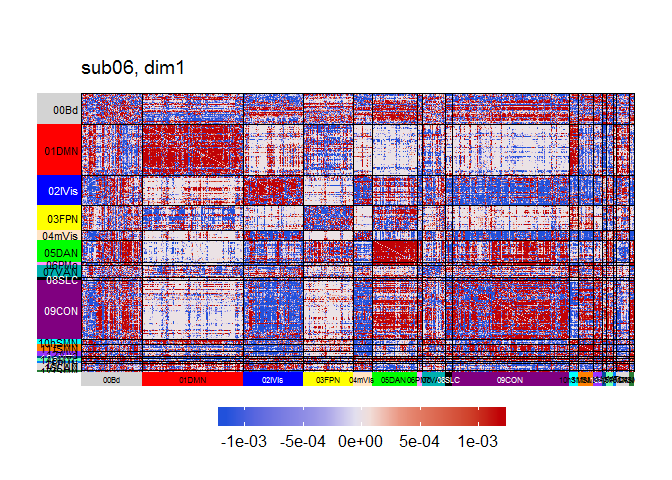 sub06, dim1
00Bd
01DMN
02lVis
03FPN
04mVis
05DAN
07VAN
08SLC
09CON
00Bd
01DMN
02lVis
03FPN
04mVis
05DAN
08SLC
09CON
-1e-03 -5e-04 0e+00 5e-04 1e-03